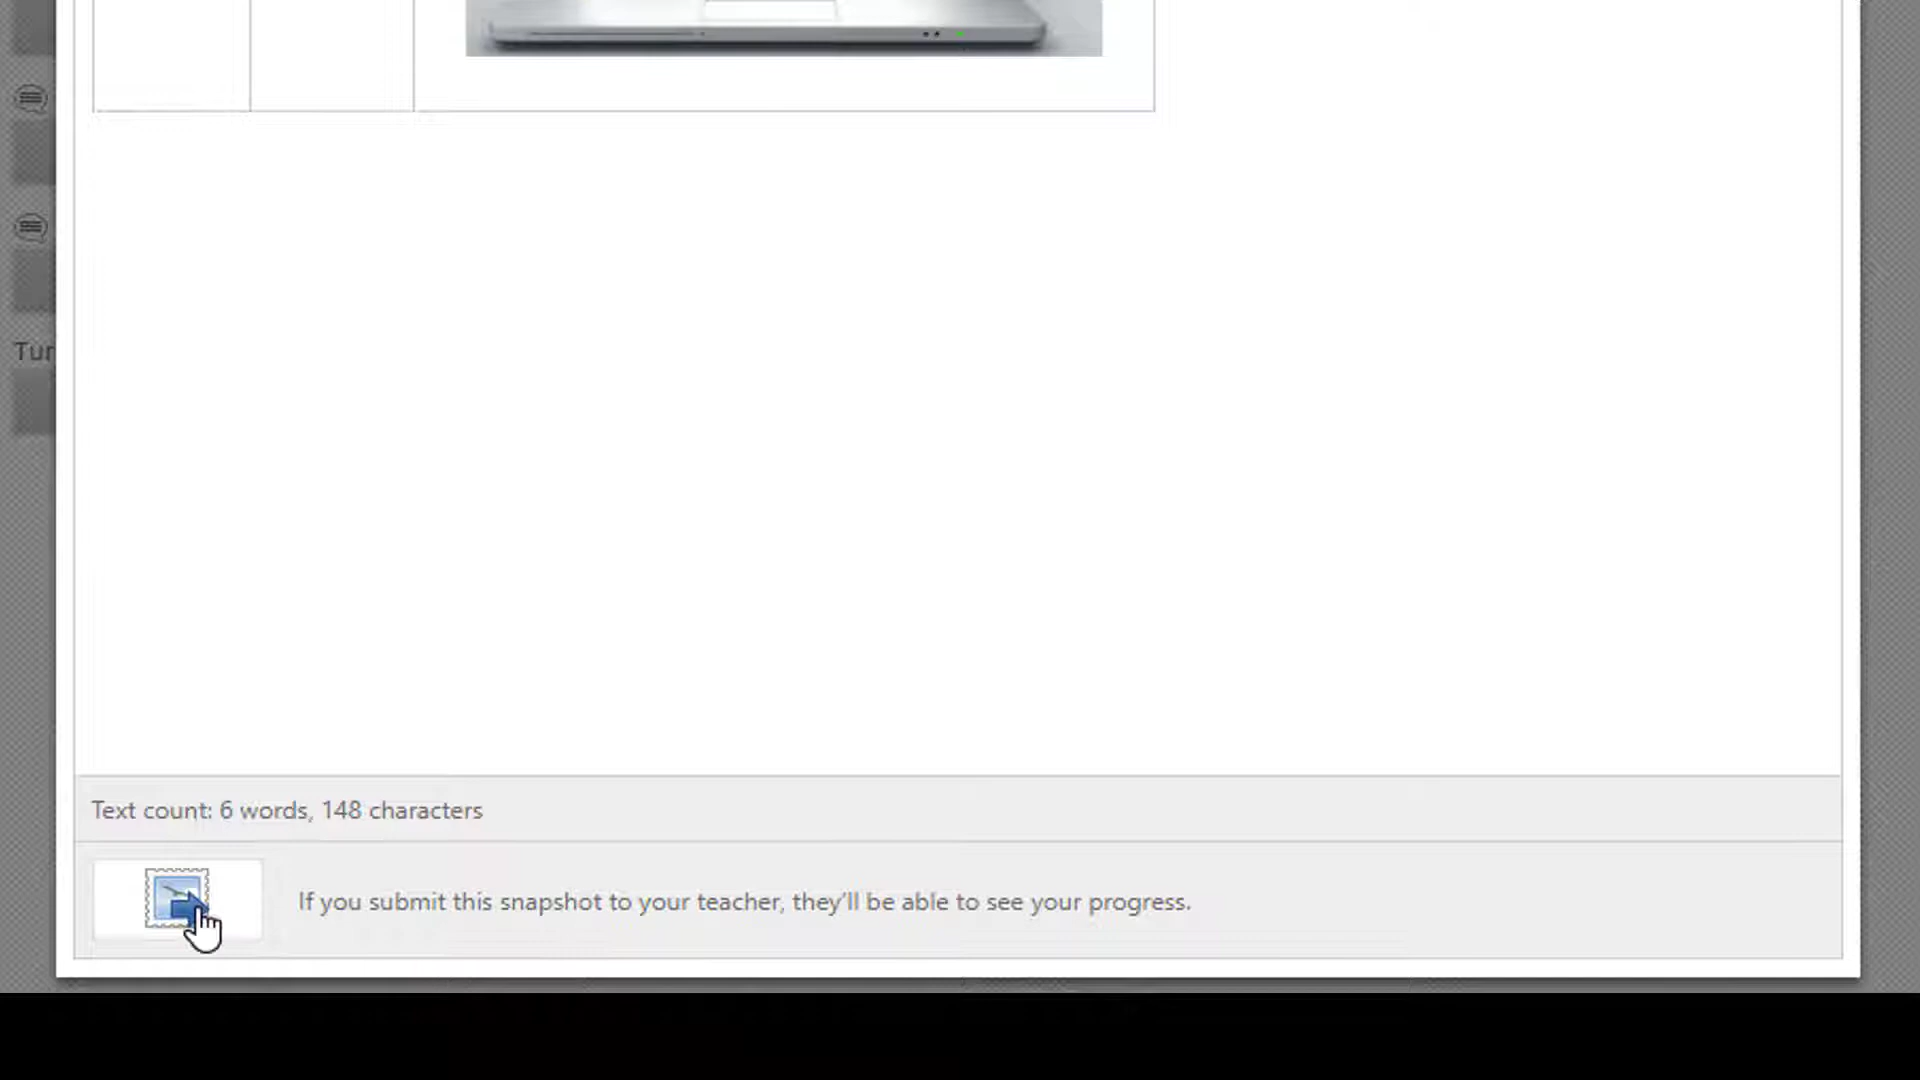 Tur
Text count: 6 words, 148 characters
If you submit this snapshot to your teacher, they'll be able to see your progress.